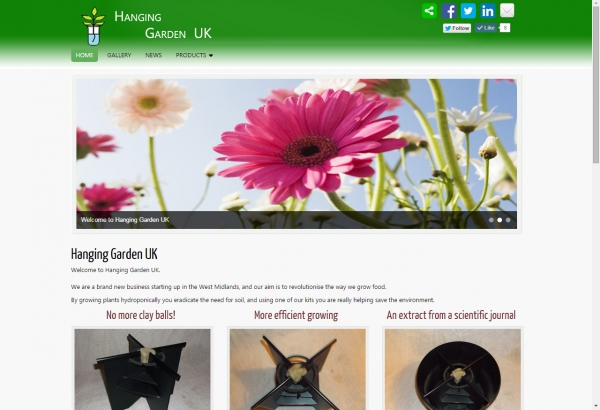 Hanging
Garden UK
Follow
Like 8
HOME GALLERY NEWS PRODUCTS
Welcome to Hanging Garden UK
Hanging Garden UK
Welcome to Hanging Garden UK.
We are a brand new business starting up in the West Midlands, and our aim is to revolutionise the way we grow food.
By growing plants hydroponically you eradicate the need for soil, and using one of our kits you are really helping save the environment.
No more clay balls! More efficient growing An extract from a scientific journal